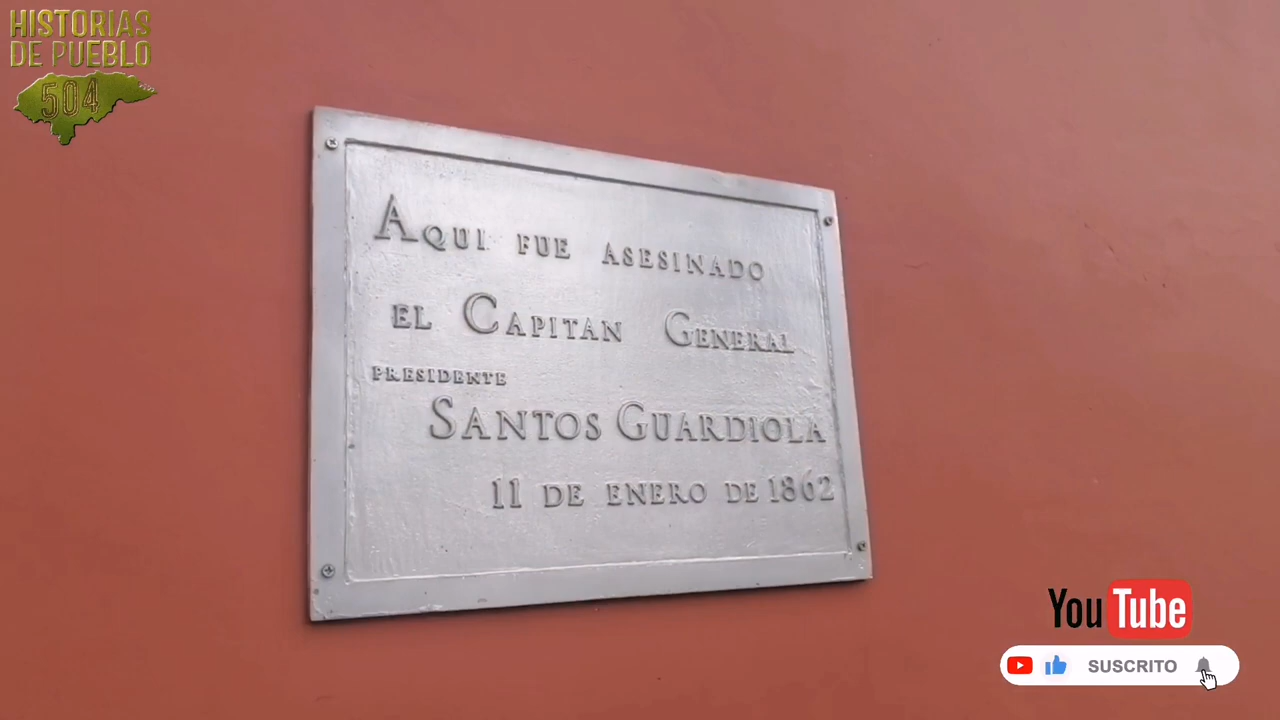 HISTORIAS
DE PUEBLO
504
AQUI FUE ASESINADO
EL CAPITAN GENERAL
PRESIDENTE
SANTOS GUARDIOLA
11 DE ENERO DE 1862
YouTube
SUSCRITO